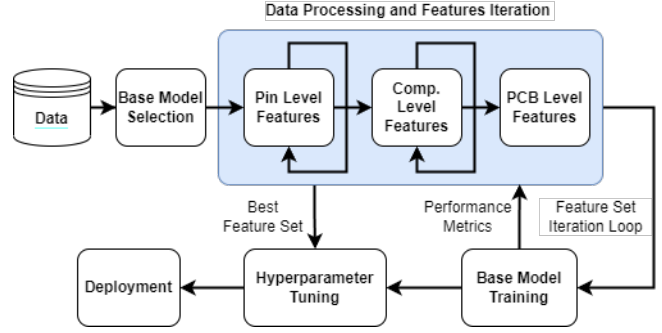 Data Processing and Features Iteration
Data
Base Model
Selection
Pin Level
Features
Comp.
Level
Features
PCB Level
Features
Best
Feature Set
Performance
Metrics
Feature Set
Iteration Loop
Deployment
Hyperparameter
Tuning
Base Model
Training